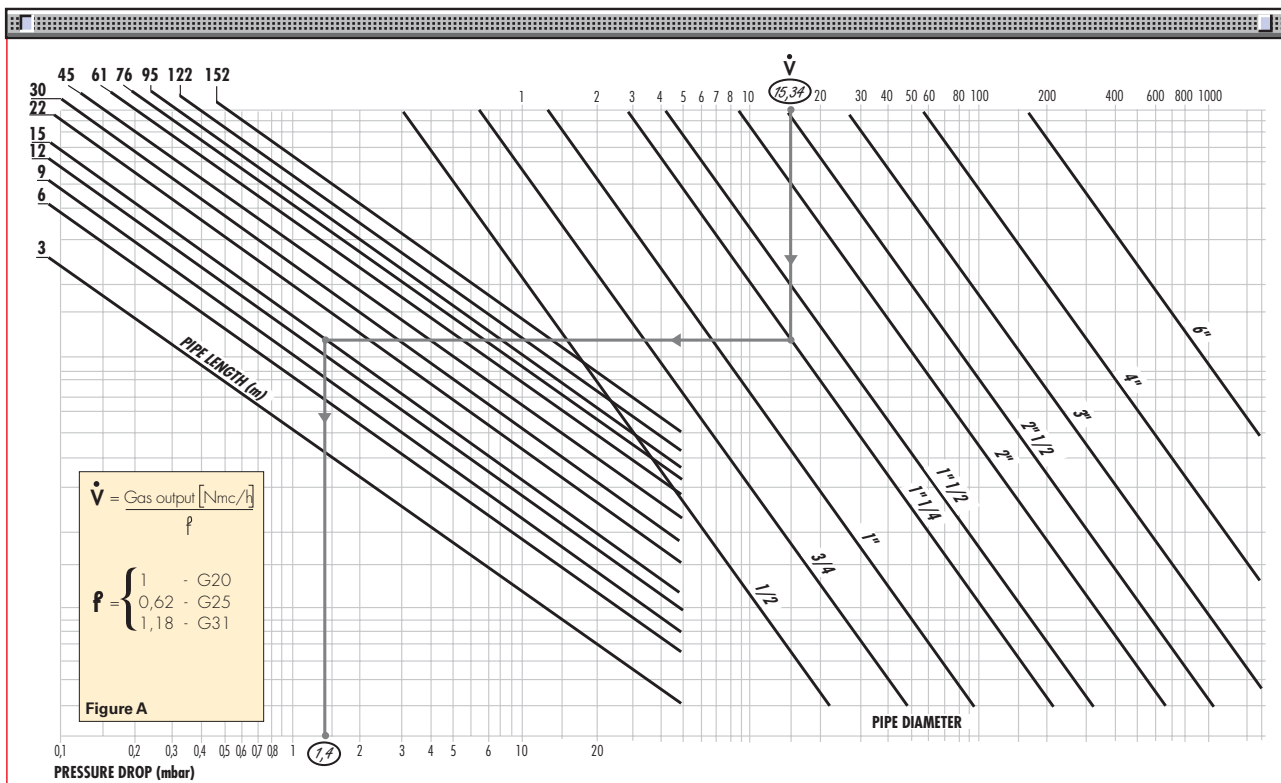 V̇
45 61 76 95 122 152
15,34
30
1 2 3 4 5 6 7 8 10 20 30 40 50 60 80 100 200 400 600 800 1000
22
15
12
9
6
3
PIPE LENGTH (m)
6"
4"
3"
2" 1/2
2"
1" 1/2
1" 1/4
1"
3/4
1/2
V̇ = Gas output [Nmc/h]
f
1 - G20
f = { 0,62 - G25
1,18 - G31
Figure A
PIPE DIAMETER
0,1 0,2 0,3 0,4 0,5 0,6 0,7 0,8 1 1,4 2 3 4 5 6 10 20
PRESSURE DROP (mbar)